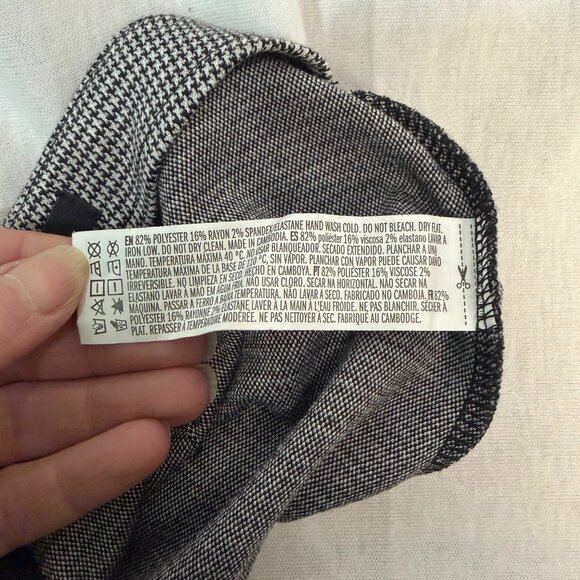 EN 82% POLYESTER 16% RAYON 2% SPANDEX/ELASTANE HAND WASH COLD. DO NOT BLEACH. DRY FLAT.
IRON LOW. DO NOT DRY CLEAN. MADE IN CAMBODIA. ES 82% poliéster 16% viscosa 2% elastano LAVAR A
MANO. TEMPERATURA MÁXIMA 40 °C. NO USAR BLANQUEADOR. SECADO EXTENDIDO. PLANCHAR A UNA
TEMPERATURA MÁXIMA DE LA BASE DE °C, SIN VAPOR. PLANCHAR CON VAPOR PUEDE CAUSAR DAÑO
IRREVERSIBLE. NO LIMPIEZA EN SECO. HECHO EN CAMBOYA. PT 82% POLIÉSTER 16% VISCOSE 2%
ELASTANO LAVAR À MÃO EM ÁGUA FRIA. NÃO USAR CLORO. SECAR NA HORIZONTAL. NÃO SECAR NA
MÁQUINA. PASSAR A FERRO A BAIXA TEMPERATURA. NÃO LAVAR A SECO. FABRICADO NO CAMBOJA. FR 82%
POLYESTER 16% RAYONNE 2% ELASTANE LAVER À LA MAIN À L'EAU FROIDE. NE PAS BLANCHIR. SÉCHER À
PLAT. REPASSER À TEMPÉRATURE MODÉRÉE. NE PAS NETTOYER À SEC. FABRIQUÉ AU CAMBODGE.